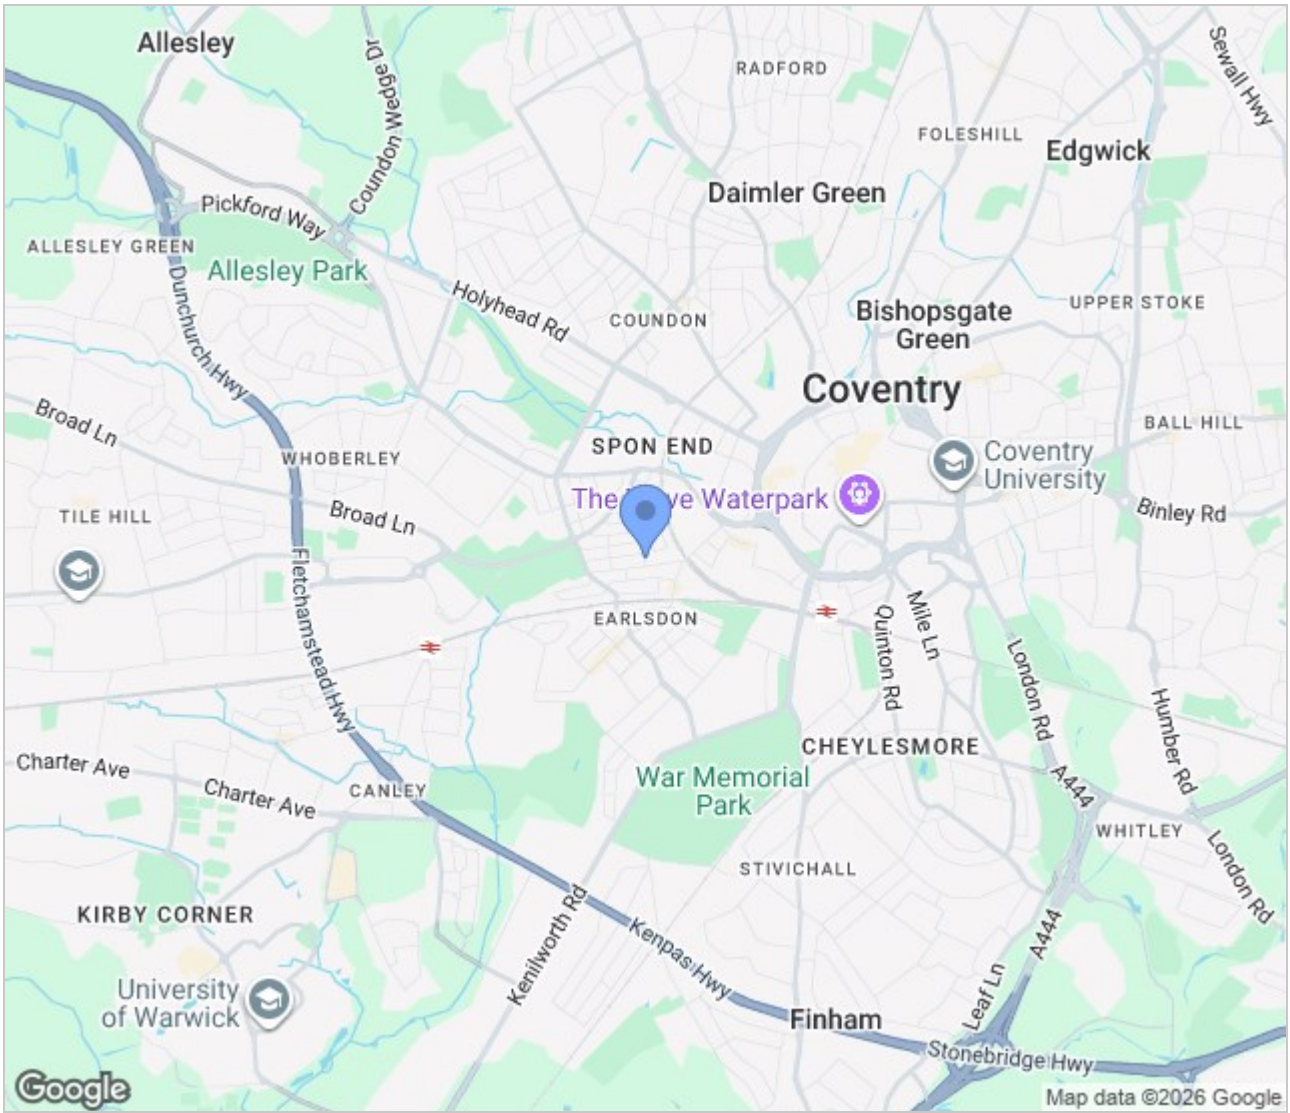 Allesley
Coundon Wedge Dr
RADFORD
Sewall Hwy
FOLESHILL
Edgwick
Daimler Green
Pickford Way
ALLESLEY GREEN
Allesley Park
Dunchurch Hwy
Holyhead Rd
COUNDON
Bishopsgate
Green
UPPER STOKE
Coventry
Broad Ln
WHOBERLEY
SPON END
BALL HILL
Coventry
University
The
ve Waterpark
Broad Ln
TILE HILL
Binley Rd
Fletchamstead Hwy
EARLSDON
Quinton Rd
Mile Ln
London Rd
Humber Rd
CHEYLESMORE
Charter Ave
War Memorial
Park
Charter Ave
CANLEY
A444
WHITLEY
London Rd
STIVICHALL
KIRBY CORNER
Kenilworth Rd
Kenpas Hwy
A444
University
of Warwick
Leaf Ln
Finham
Stonebridge Hwy
Google
Map data ©2026 Google